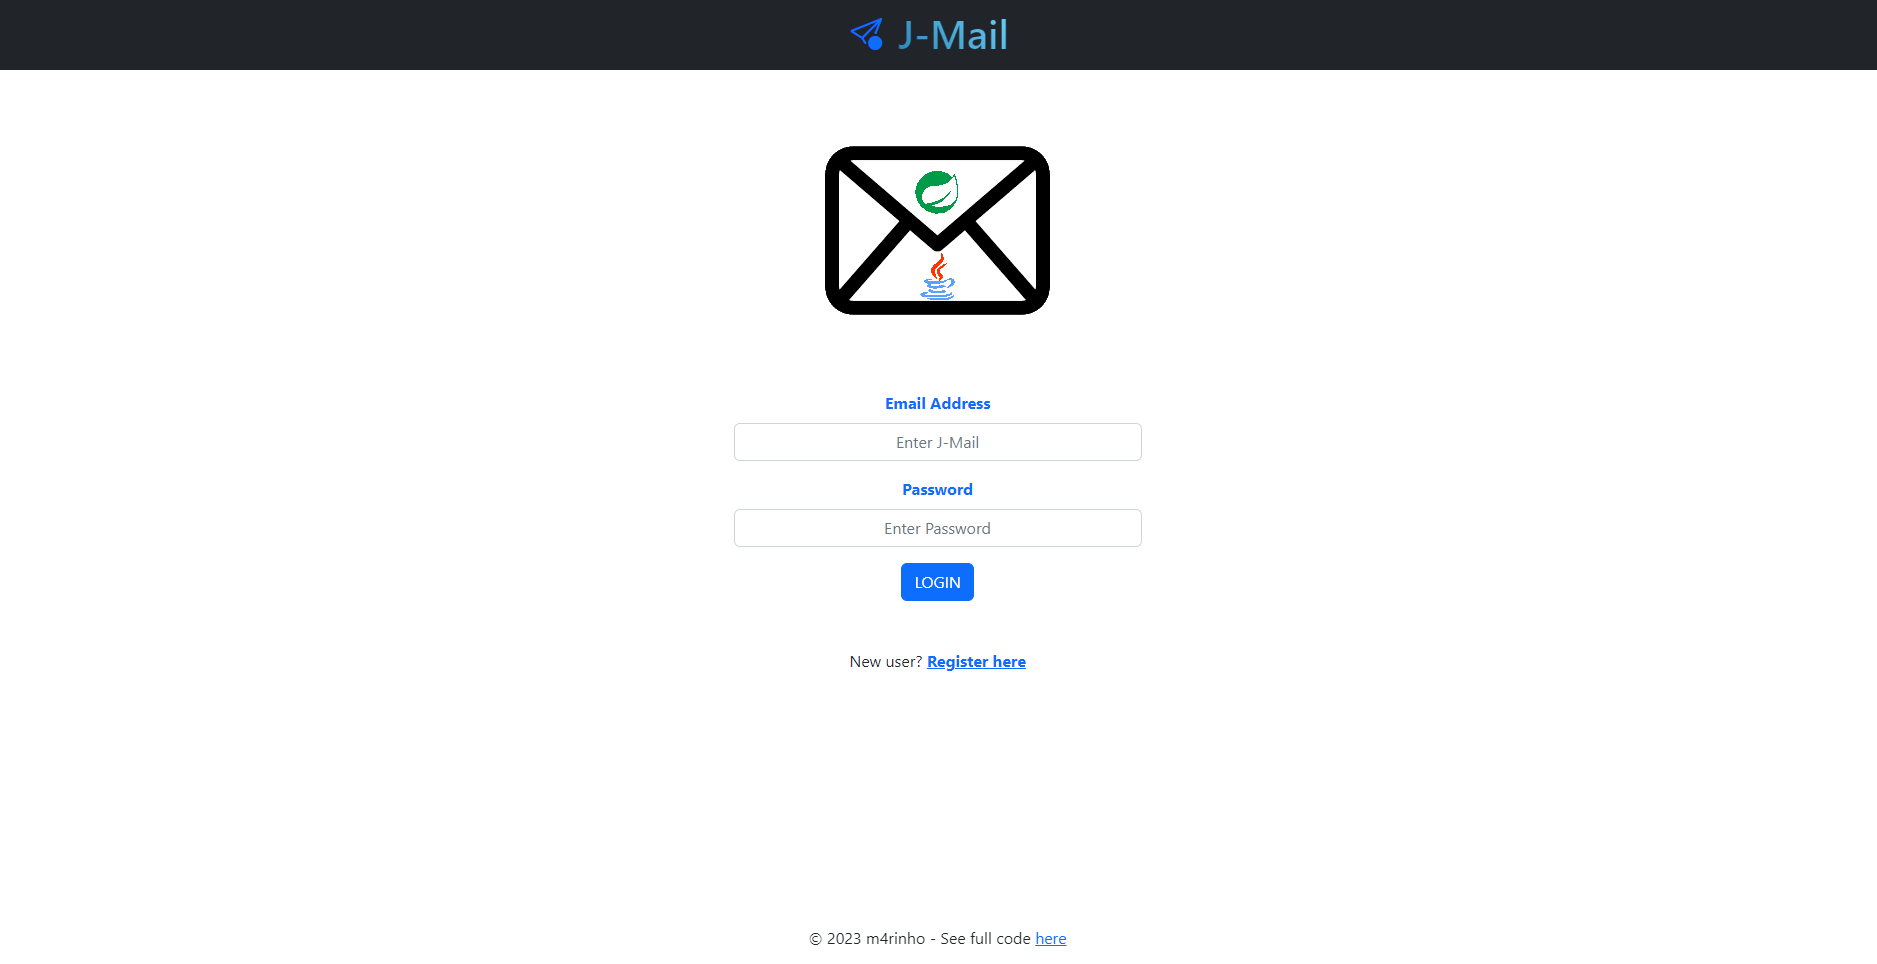 J-Mail
Email Address
Enter J-Mail
Password
Enter Password
LOGIN
New user? Register here
© 2023 m4rinho - See full code here